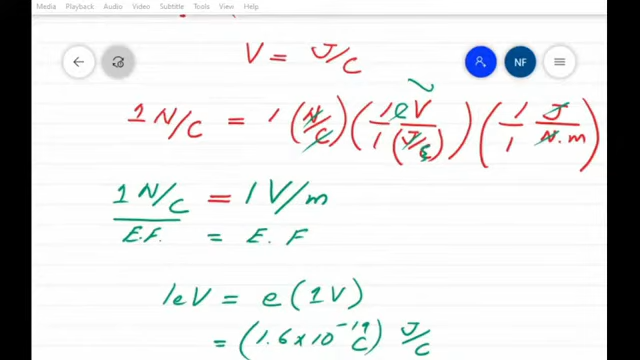 Media Playback Audio Video Subtitle Tools View Help
V = J/C
NF
1 N/C = 1 (N/C) (1 eV / 1 (J/C)) (1 J / 1 N.m)
1 N/C = 1 V/m
E.F. = E.F
1eV = e (1V)
= (1.6 x 10^-19 C) J/C